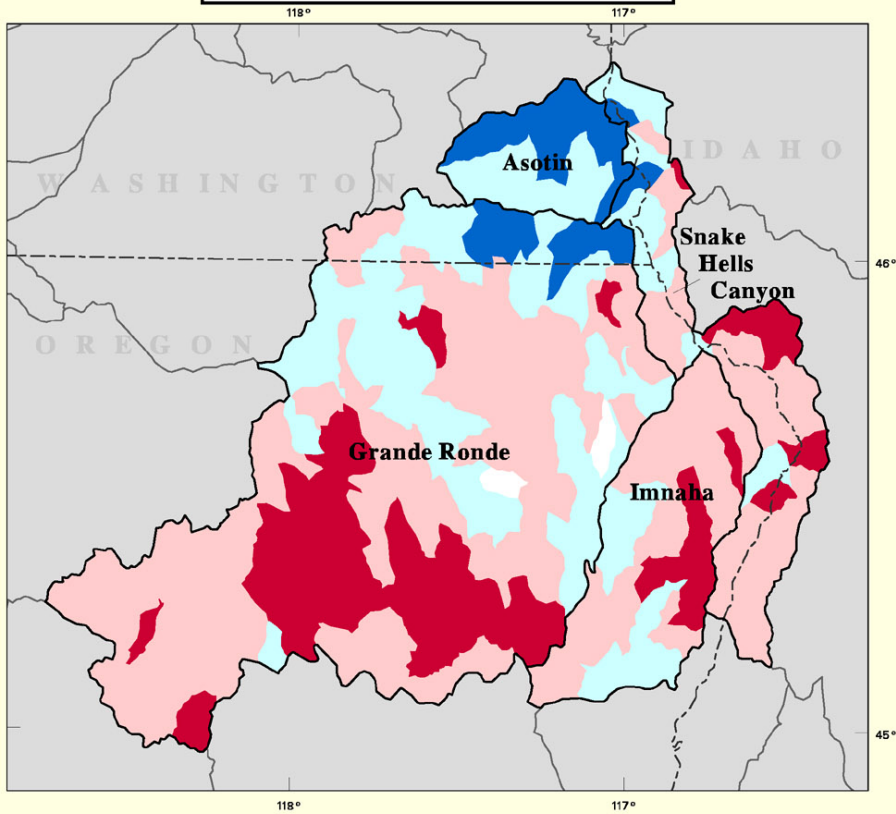 118° 117°
Asotin
IDAHO
WASHINGTON
Snake
Hells
Canyon
46°
OREGON
Grande Ronde
Imnaha
45°
118° 117°